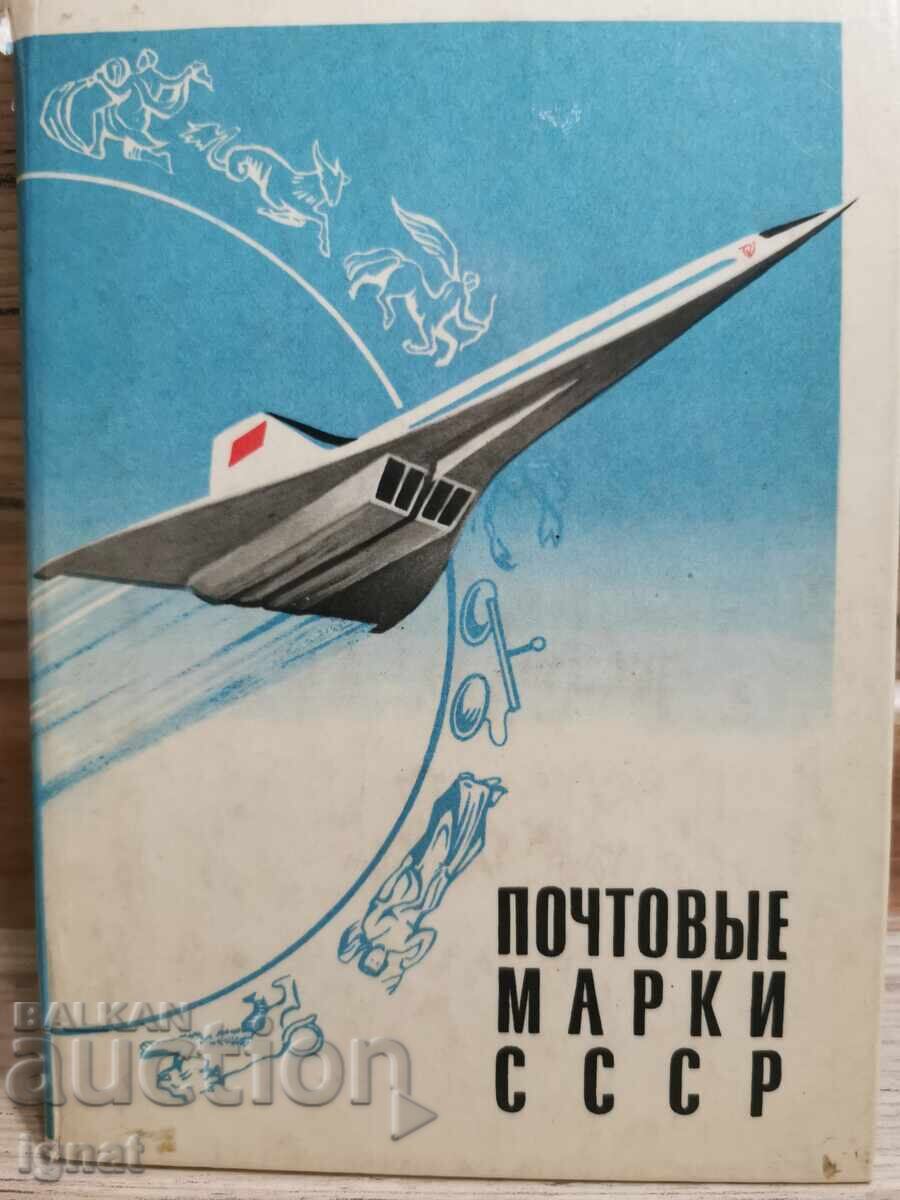 ПОЧТОВЫЕ
МАРКИ
СССР
BALKAN
auction
ignat